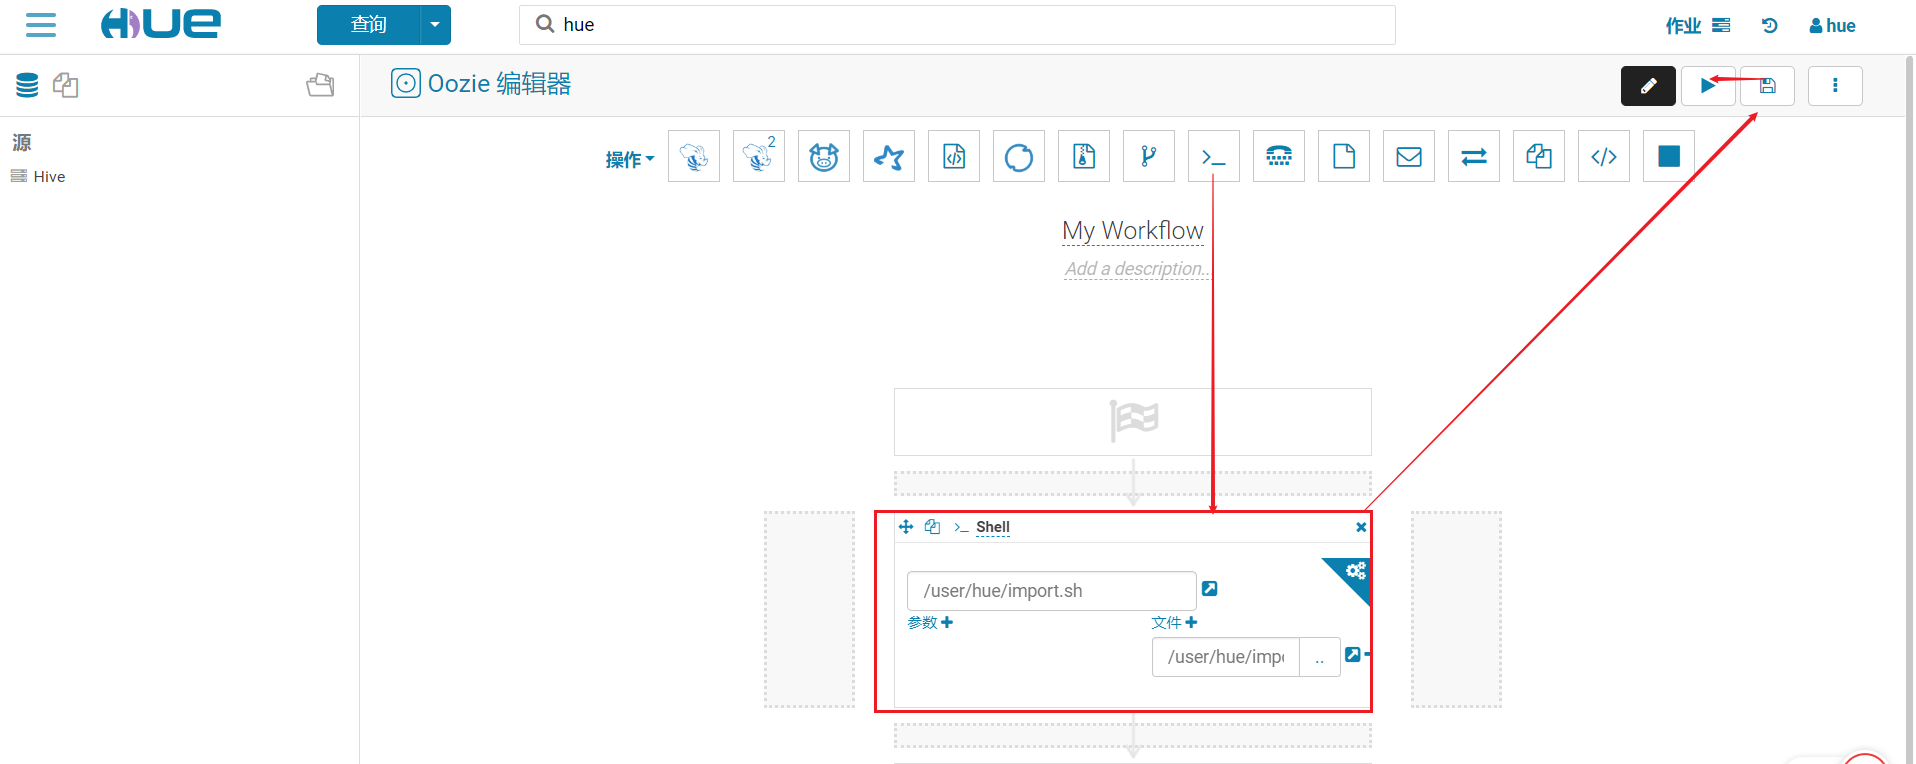 HUE
查询
hue
作业
hue
Oozie 编辑器
源
Hive
操作
2
My Workflow
Add a description...
Shell
/user/hue/import.sh
参数
文件
/user/hue/impo
..